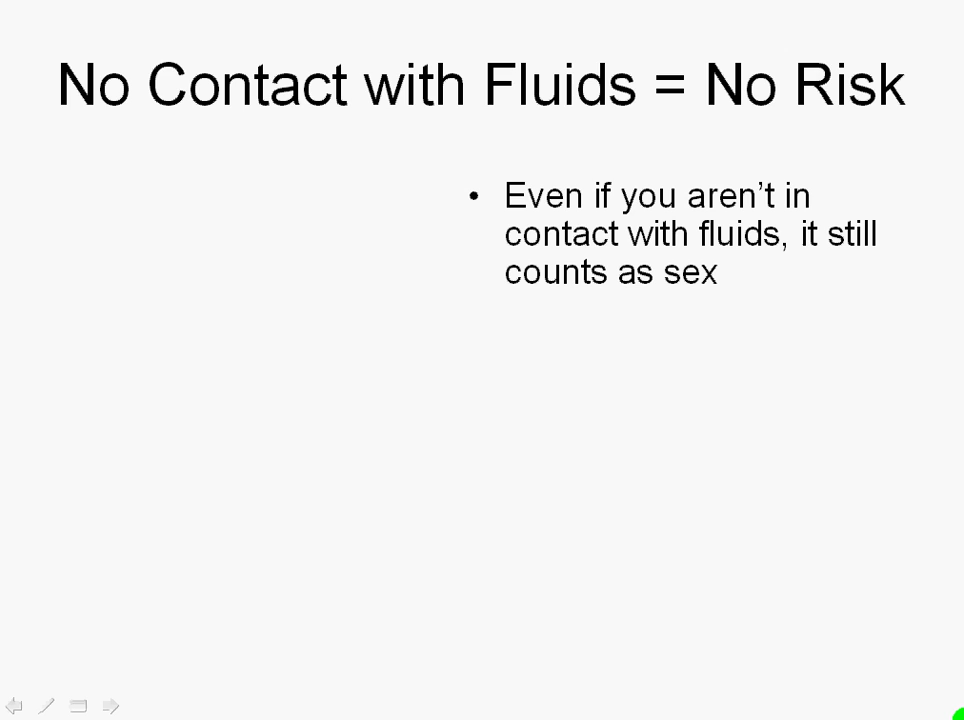 No Contact with Fluids = No Risk
• Even if you aren’t in
contact with fluids, it still
counts as sex